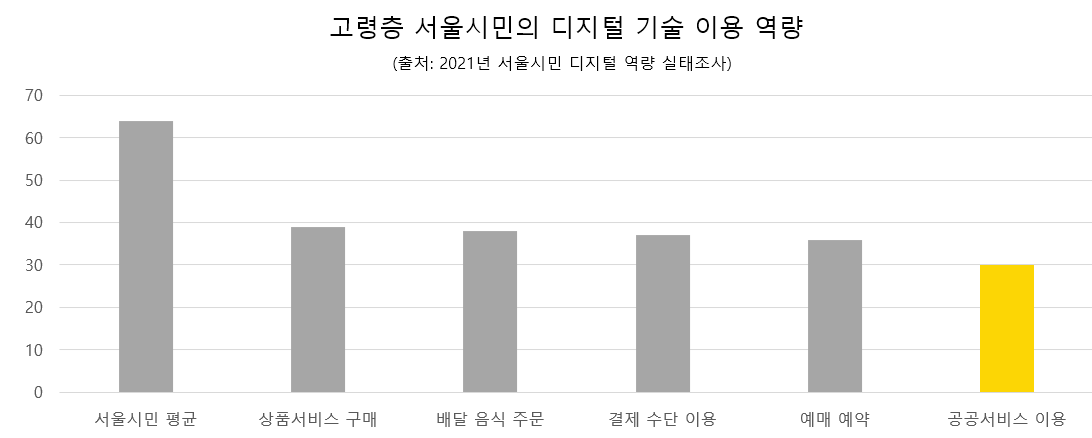 고령층 서울시민의 디지털 기술 이용 역량
(출처: 2021년 서울시민 디지털 역량 실태조사)
70
60
50
40
30
20
10
0
서울시민 평균 상품서비스 구매 배달 음식 주문 결제 수단 이용 예매 예약 공공서비스 이용